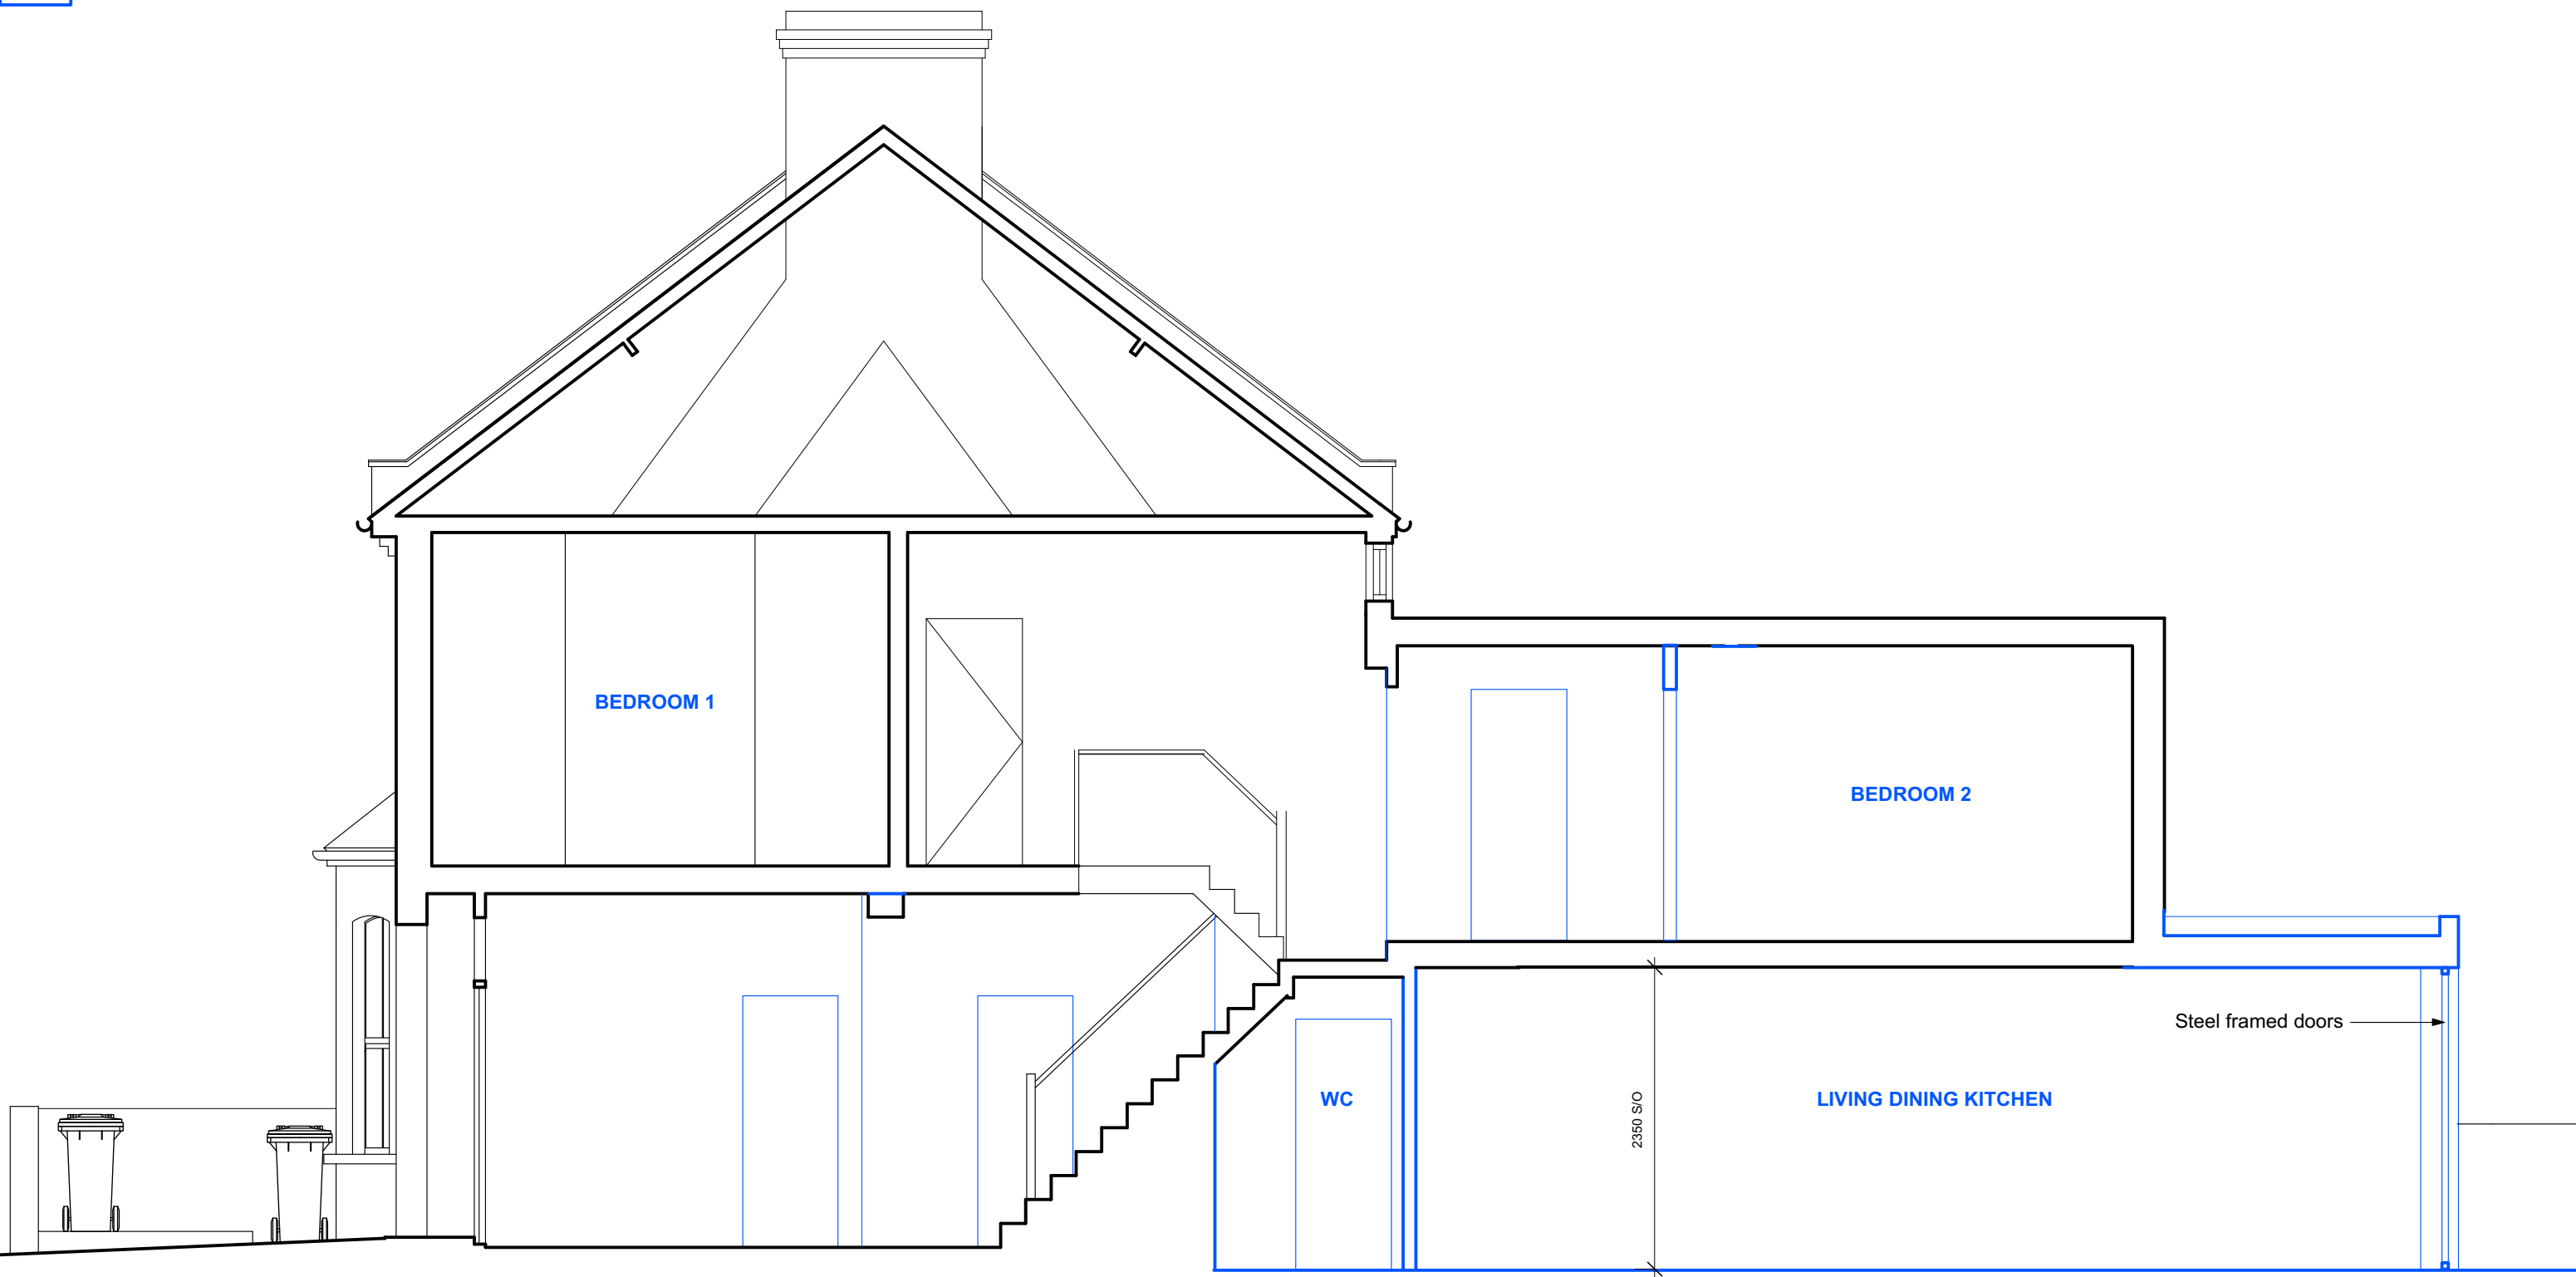 BEDROOM 1
BEDROOM 2
Steel framed doors
WC
LIVING DINING KITCHEN
2350 S/O